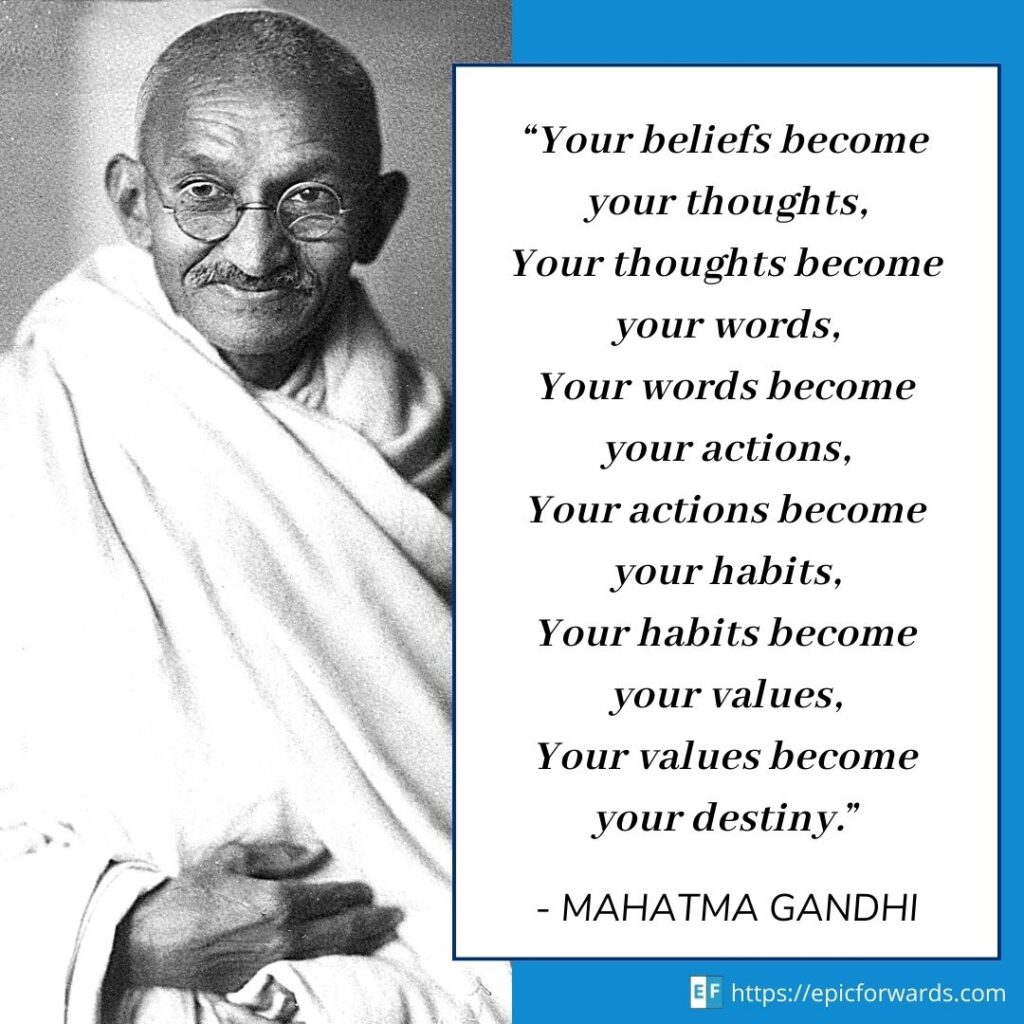 “Your beliefs become
your thoughts,
Your thoughts become
your words,
Your words become
your actions,
Your actions become
your habits,
Your habits become
your values,
Your values become
your destiny.”
- MAHATMA GANDHI
EF https://epicforwards.com